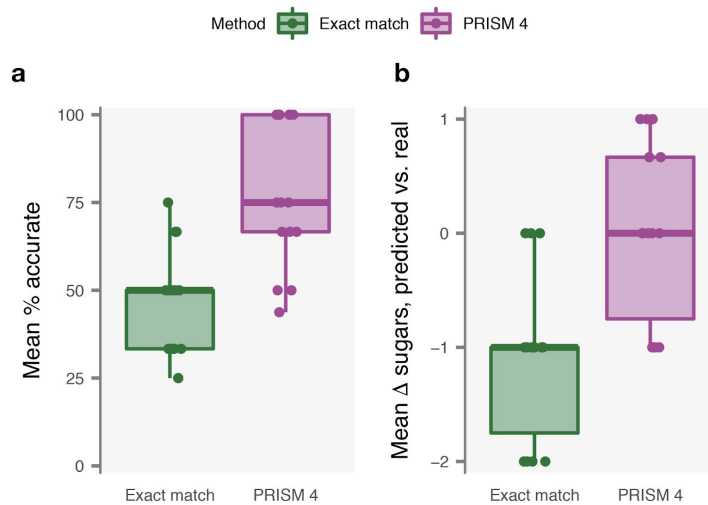 Method Exact match PRISM 4
a
b
Mean % accurate
100
75
50
25
0
Exact match PRISM 4
Mean Δ sugars, predicted vs. real
1
0
−1
−2
Exact match PRISM 4